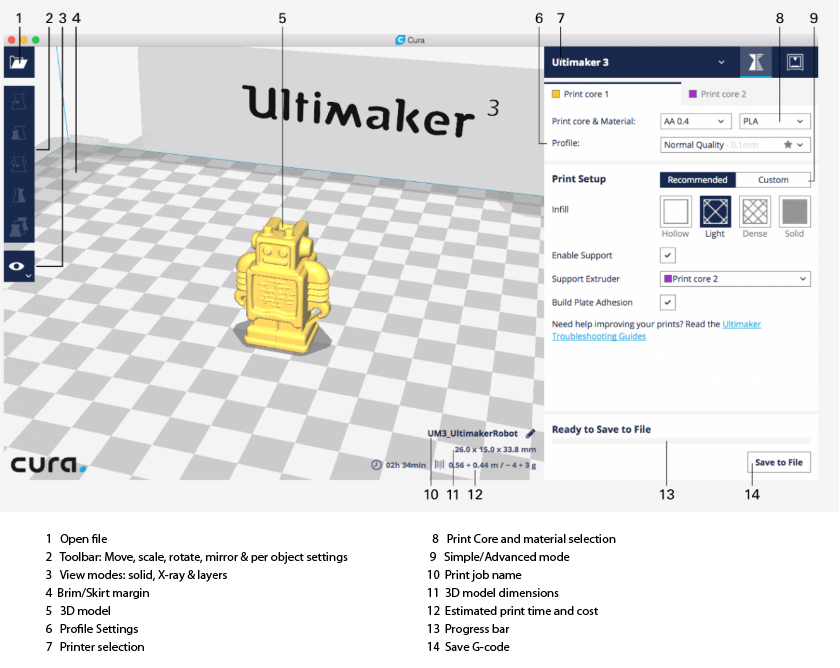 1 2 3 4 5 6 7 8 9
Cura
Ultimaker 3
Ultimaker 3
Print core 1 Print core 2
Print core & Material: AA 0.4 PLA
Profile: Normal Quality - 0.1mm
Print Setup Recommended Custom
Infill
Hollow Light Dense Solid
Enable Support
Support Extruder Print core 2
Build Plate Adhesion
Need help improving your prints? Read the Ultimaker
Troubleshooting Guides
UM3_UltimakerRobot
26.0 x 15.0 x 33.8 mm
02h 34min 0.56 + 0.44 m / ~ 4 + 3 g
cura.
Ready to Save to File
Save to File
10 11 12 13 14
1 Open file
2 Toolbar: Move, scale, rotate, mirror & per object settings
3 View modes: solid, X-ray & layers
4 Brim/Skirt margin
5 3D model
6 Profile Settings
7 Printer selection
8 Print Core and material selection
9 Simple/Advanced mode
10 Print job name
11 3D model dimensions
12 Estimated print time and cost
13 Progress bar
14 Save G-code